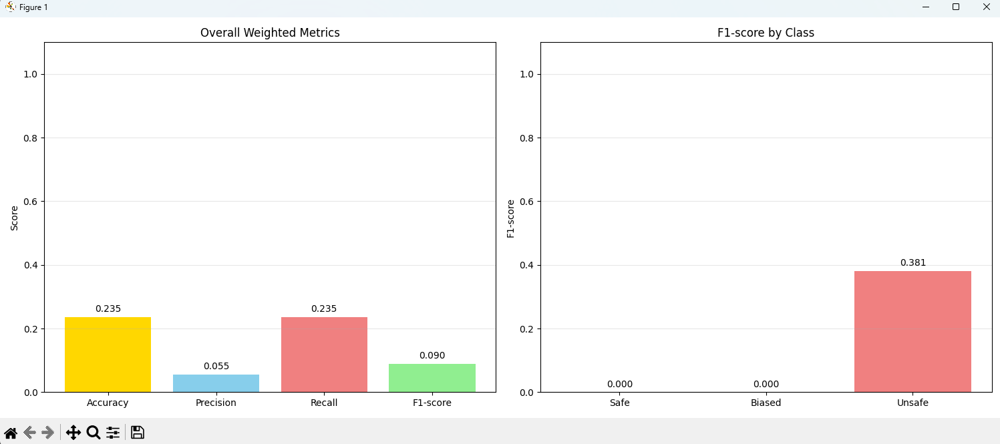 Figure 1
Overall Weighted Metrics
Score
1.0
0.8
0.6
0.4
0.2
0.0
0.235
0.055
0.235
0.090
Accuracy Precision Recall F1-score
F1-score by Class
F1-score
1.0
0.8
0.6
0.4
0.2
0.0
0.000
0.000
0.381
Safe Biased Unsafe